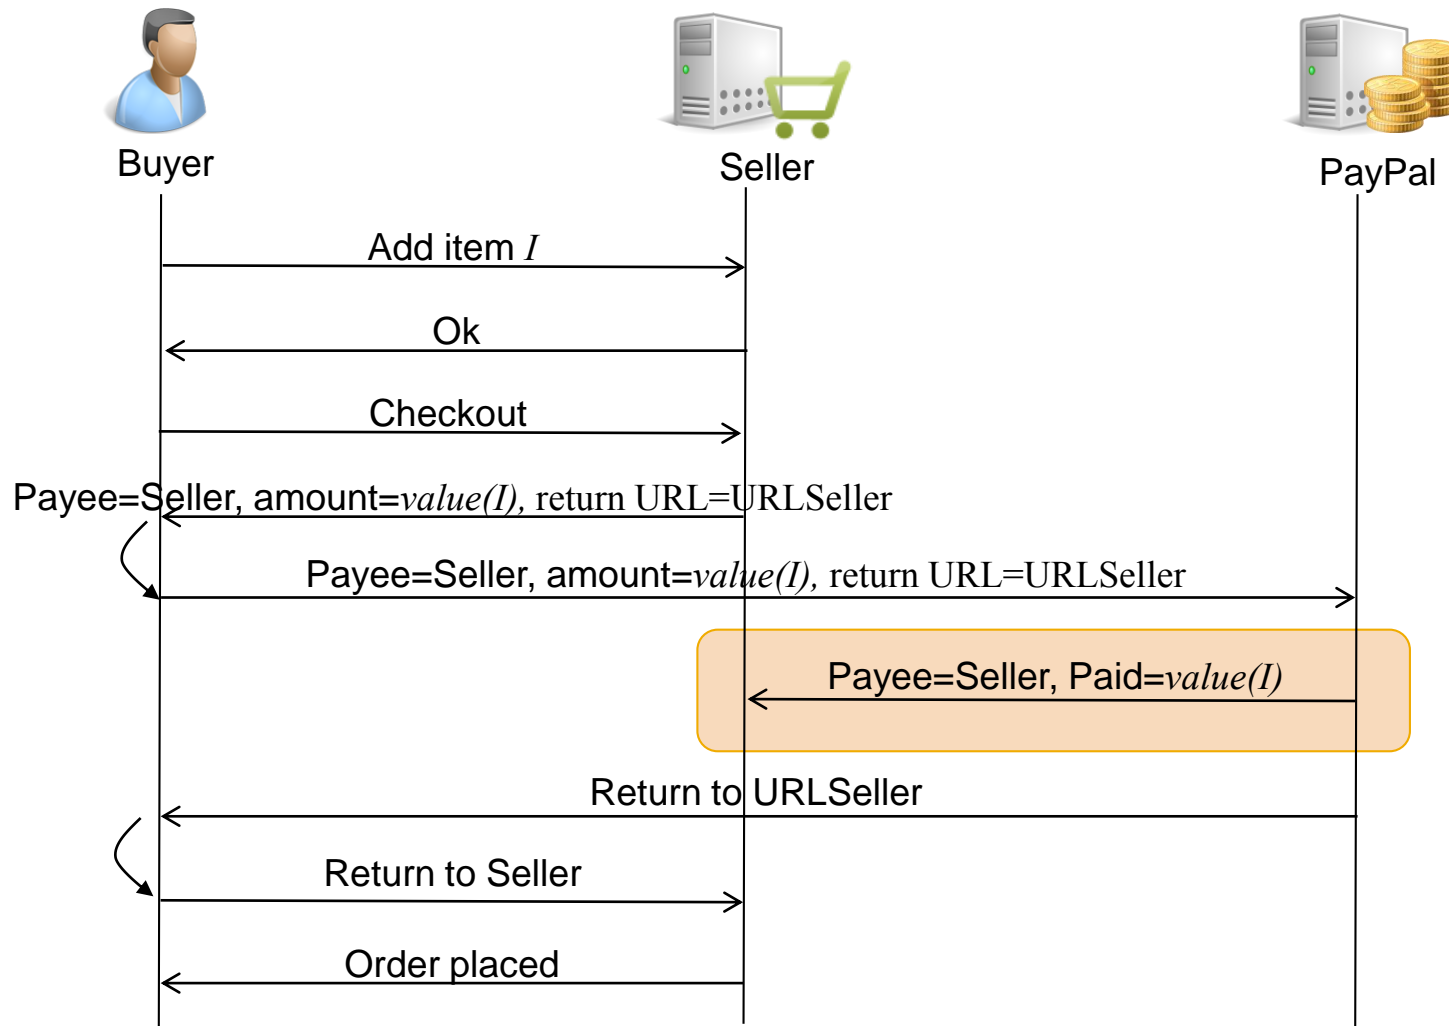 Buyer
Seller
PayPal
Add item I
Ok
Checkout
Payee=Seller, amount=value(I), return URL=URLSeller
Payee=Seller, amount=value(I), return URL=URLSeller
Payee=Seller, Paid=value(I)
Return to URLSeller
Return to Seller
Order placed